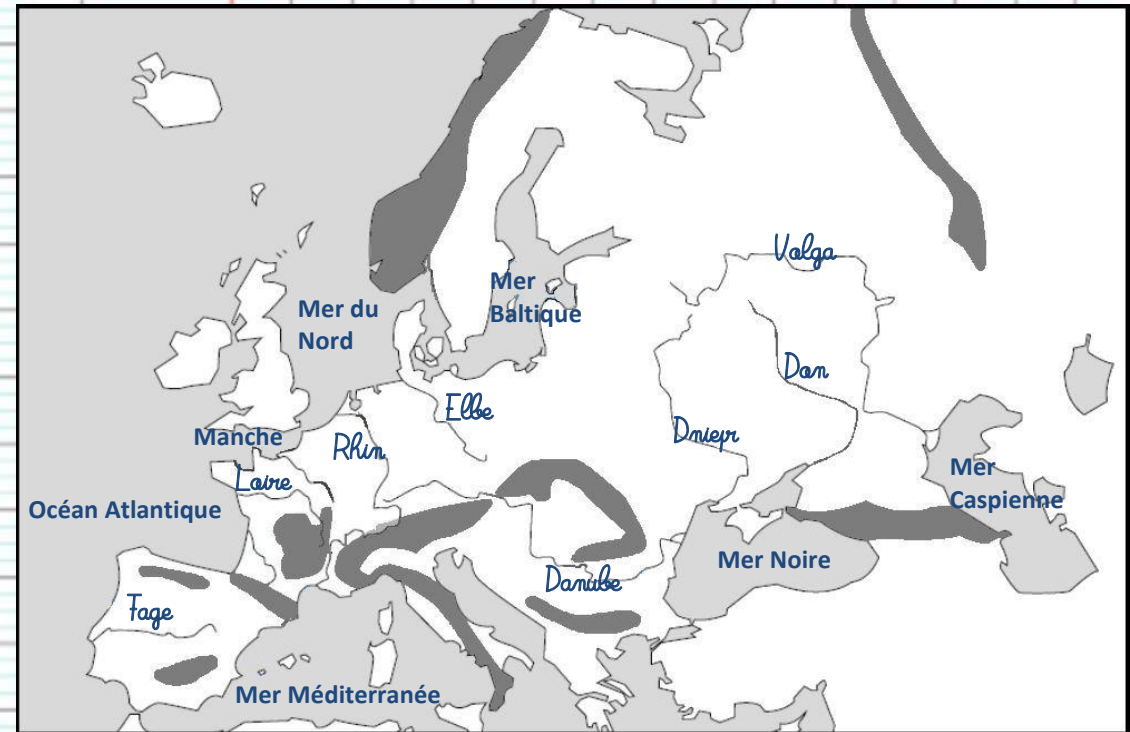 Volga
Mer
Baltique
Mer du
Nord
Don
Elbe
Dniepr
Manche
Rhin
Loire
Mer
Caspienne
Océan Atlantique
Mer Noire
Danube
Tage
Mer Méditerranée